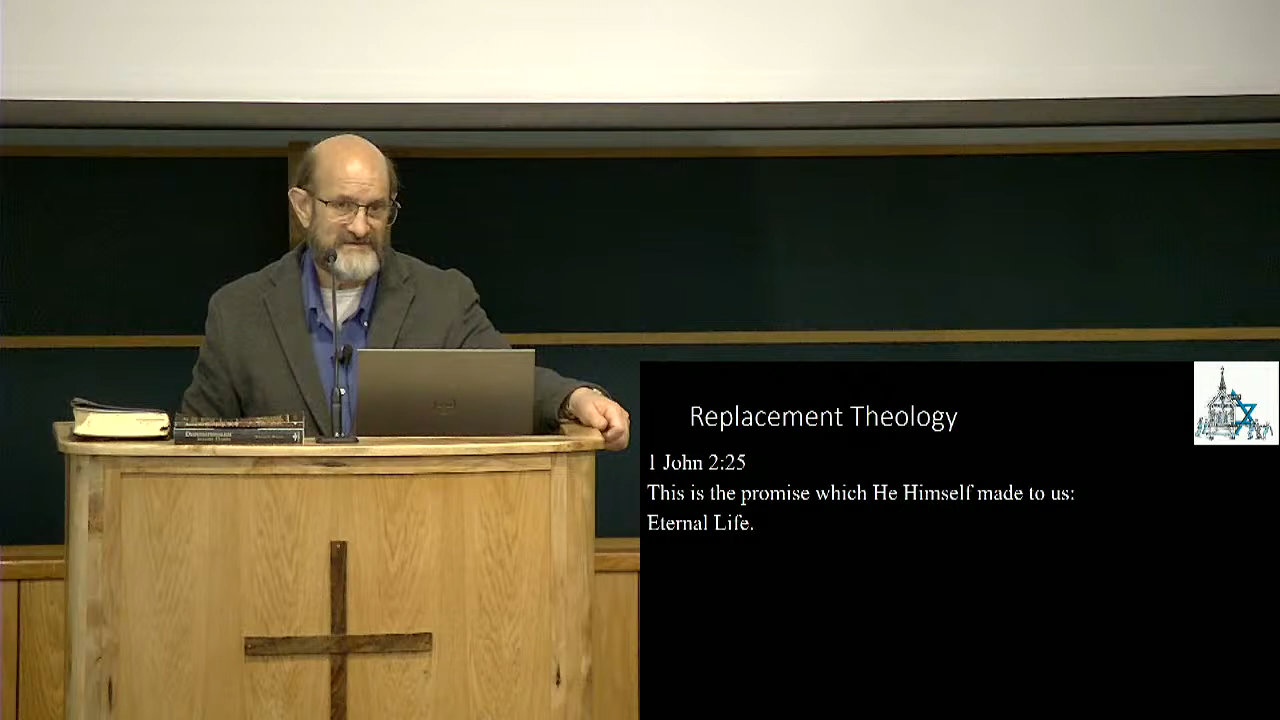 Replacement Theology
1 John 2:25
This is the promise which He Himself made to us:
Eternal Life.